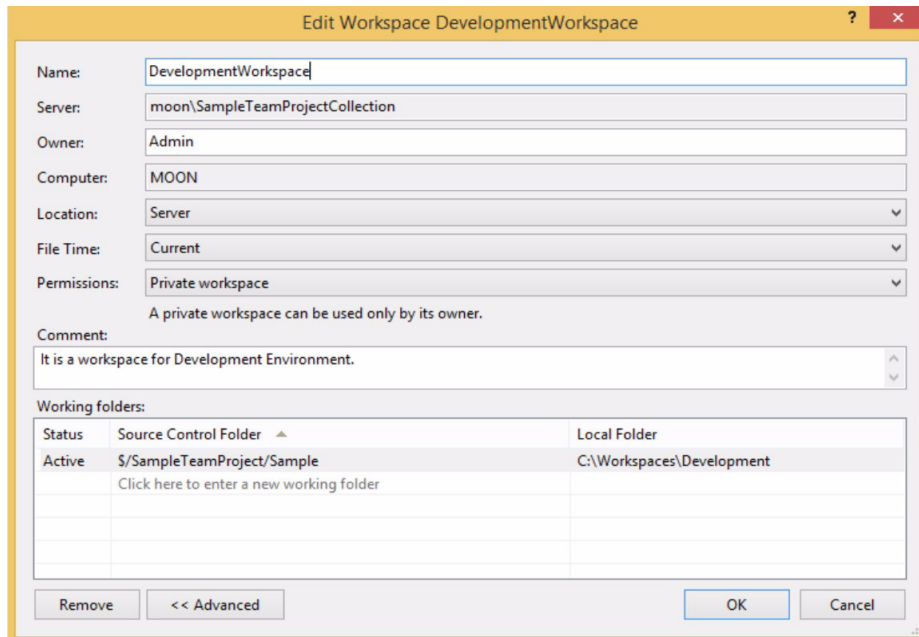 Edit Workspace DevelopmentWorkspace ?
Name: DevelopmentWorkspace
Server: moon\SampleTeamProjectCollection
Owner: Admin
Computer: MOON
Location: Server
File Time: Current
Permissions: Private workspace
A private workspace can be used only by its owner.
Comment:
It is a workspace for Development Environment.
Working folders:
Status Source Control Folder Local Folder
Active $/SampleTeamProject/Sample C:\Workspaces\Development
Click here to enter a new working folder
Remove << Advanced OK Cancel